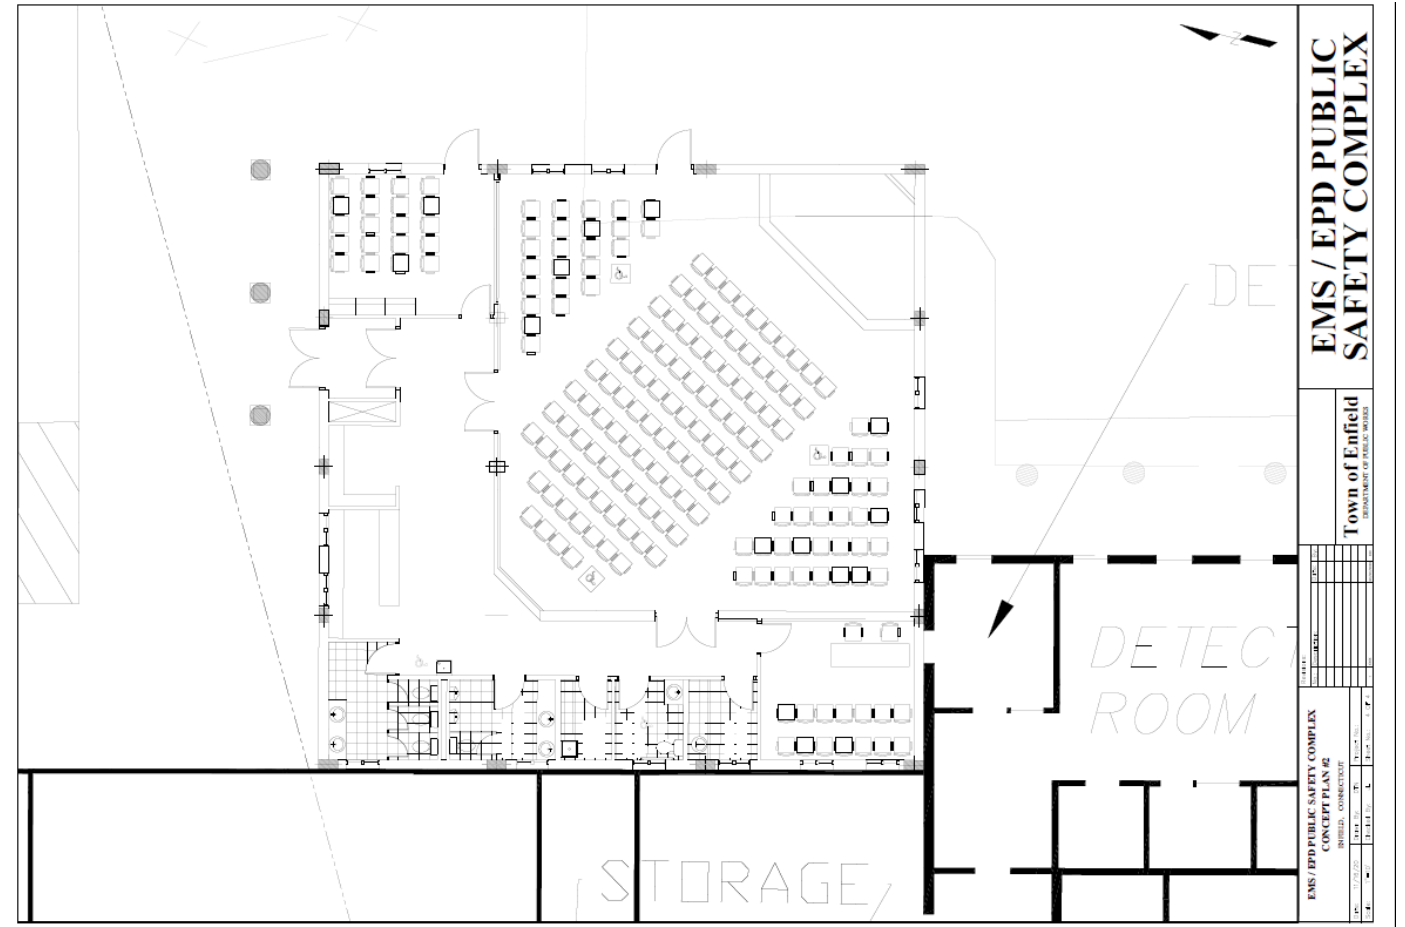 N
EMS / EPD PUBLIC
SAFETY COMPLEX
Town of Enfield
DEPARTMENT OF PUBLIC WORKS
EMS / EPD PUBLIC SAFETY COMPLEX
CONCEPT PLAN #2
ENFIELD, CONNECTICUT
DE
DETECT
ROOM
STORAGE